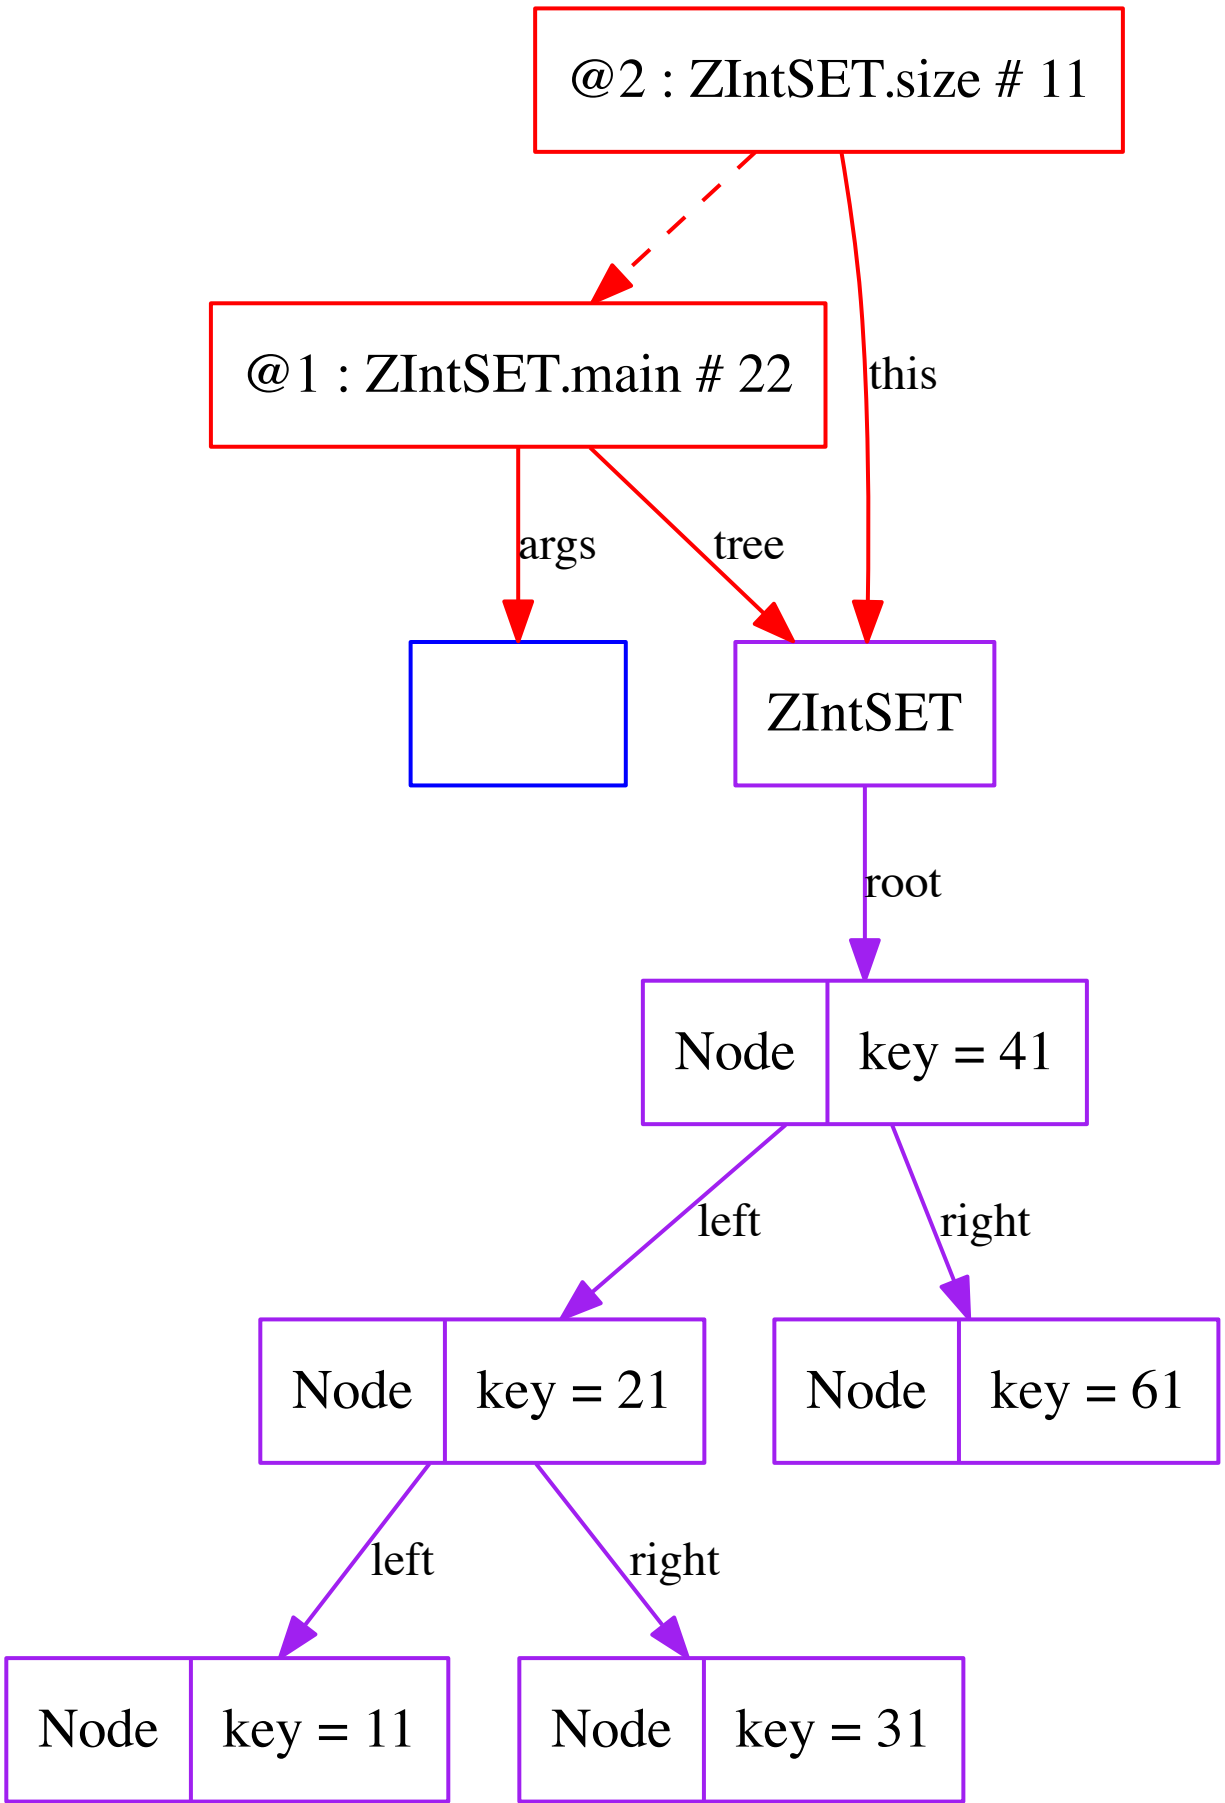 @2 : ZIntSET.size # 11
@1 : ZIntSET.main # 22
this
args
tree
ZIntSET
root
Node key = 41
left
right
Node key = 21
Node key = 61
left
right
Node key = 11
Node key = 31